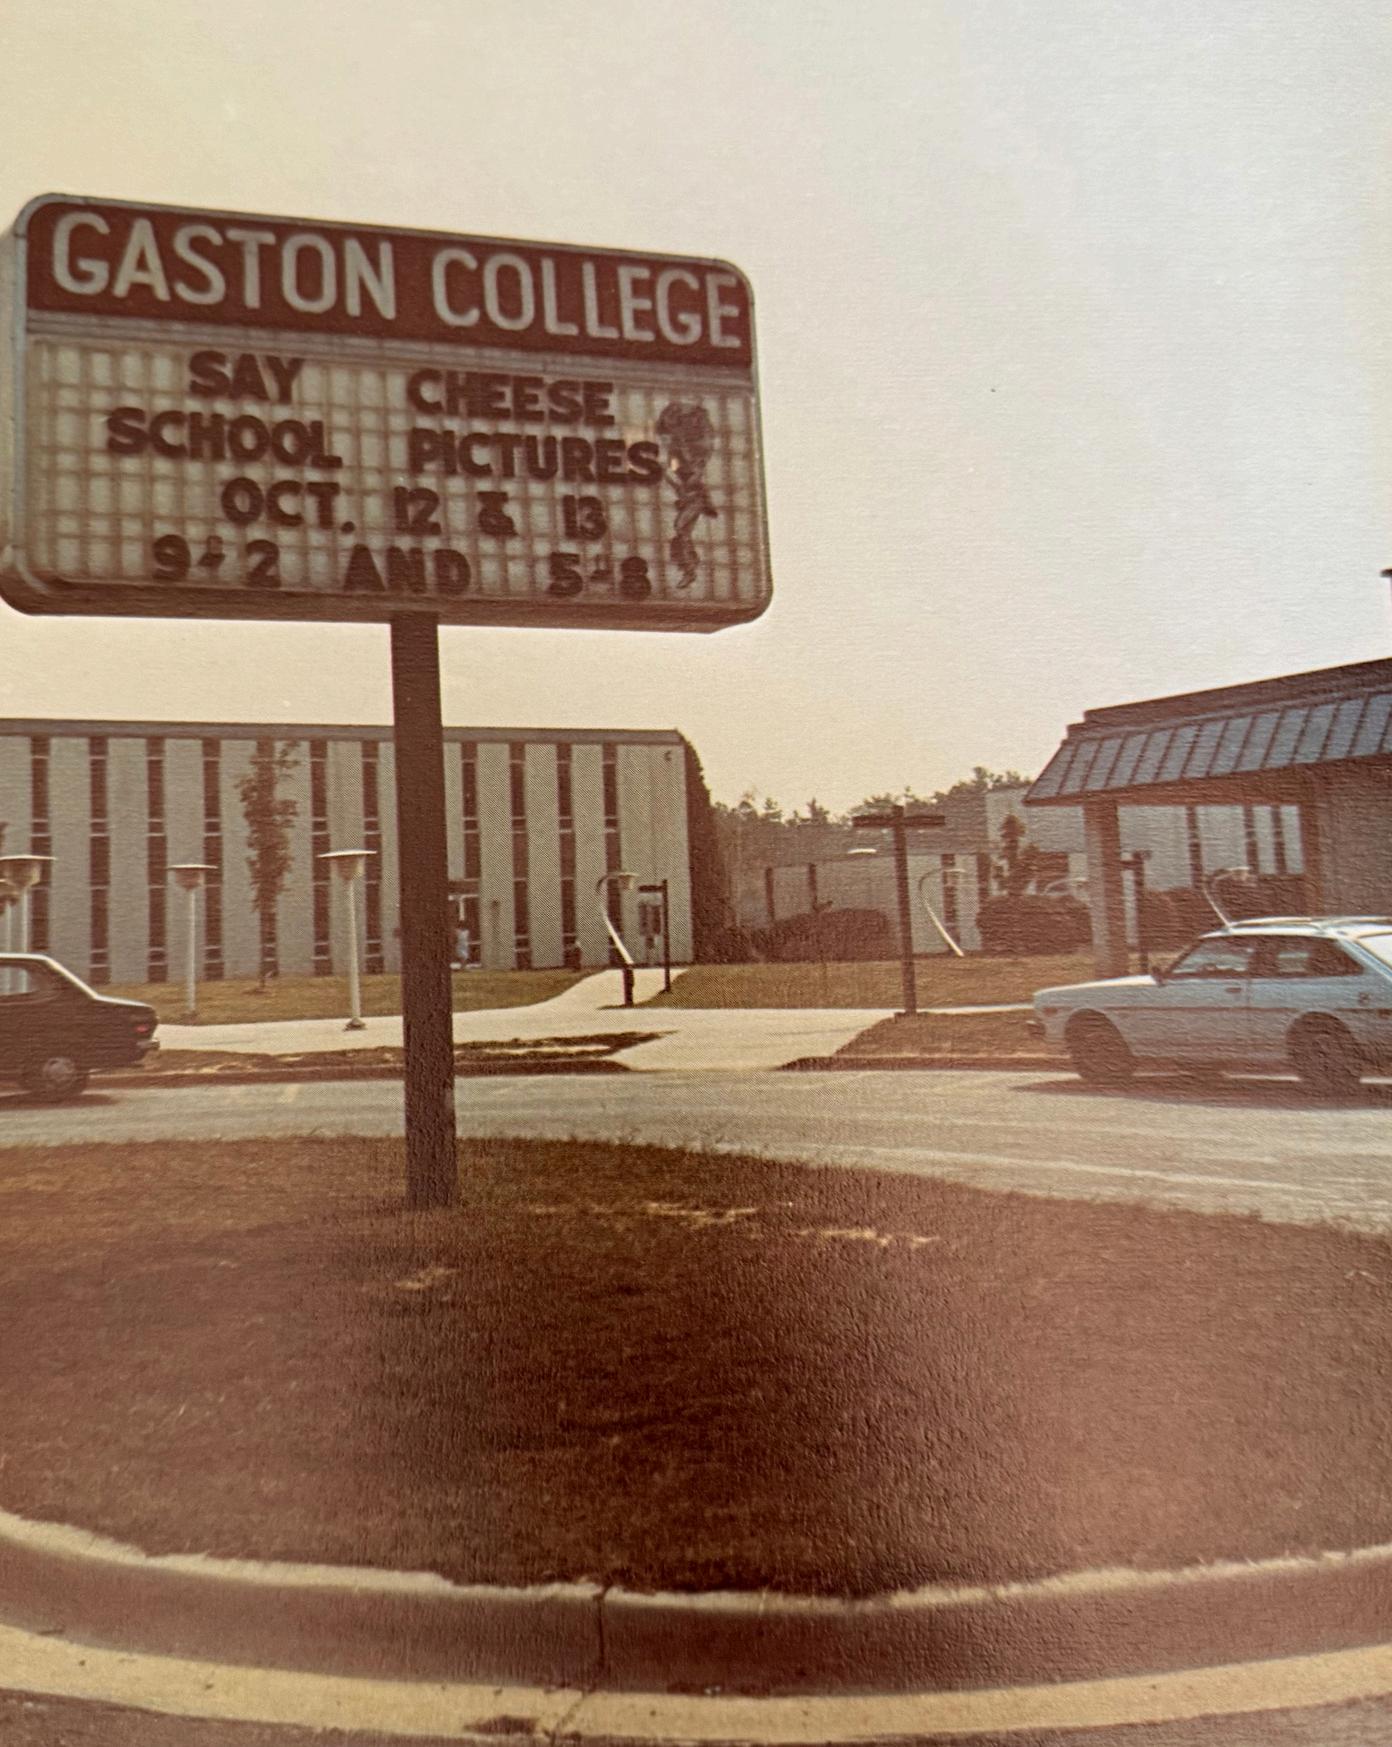 GASTON COLLEGE
SAY CHEESE
SCHOOL PICTURES
OCT. 12 & 13
9-2 AND 5-8